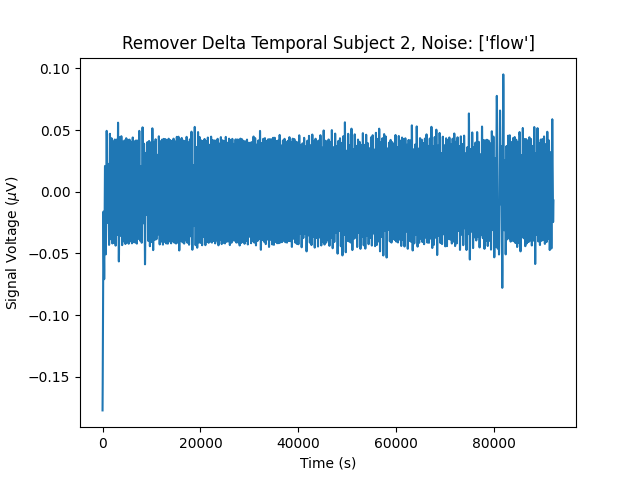 Remover Delta Temporal Subject 2, Noise: ['flow']
0.10
0.05
0.00
−0.05
−0.10
−0.15
Signal Voltage (μV)
0 20000 40000 60000 80000
Time (s)